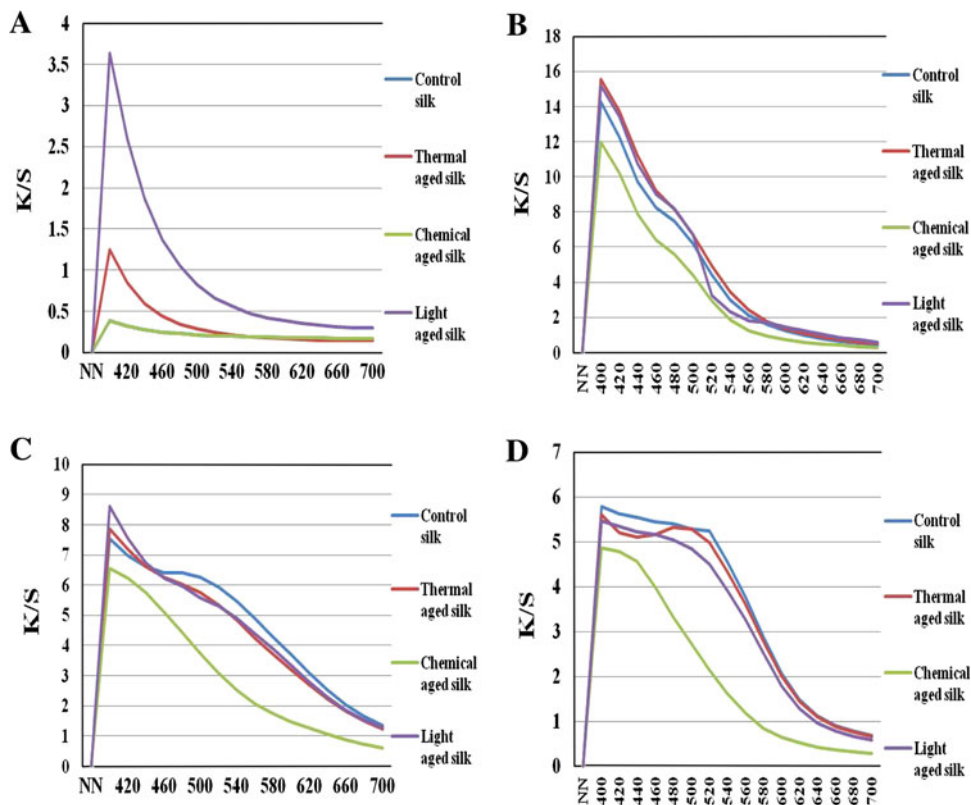 A
K/S
4
3.5
3
2.5
2
1.5
1
0.5
0
NN 420 460 500 540 580 620 660 700
Control
silk
Thermal
aged silk
Chemical
aged silk
Light
aged silk
B
K/S
18
16
14
12
10
8
6
4
2
0
NN 400 420 440 460 480 500 520 540 560 580 600 620 640 660 680 700
Control
silk
Thermal
aged silk
Chemical
aged silk
Light
aged silk
C
K/S
10
9
8
7
6
5
4
3
2
1
0
NN 420 460 500 540 580 620 660 700
Control
silk
Thermal
aged silk
Chemical
aged silk
Light
aged silk
D
K/S
7
6
5
4
3
2
1
0
NN 400 420 440 460 480 500 520 540 560 580 600 620 640 660 680 700
Control
silk
Thermal
aged silk
Chemical
aged silk
Light
aged silk